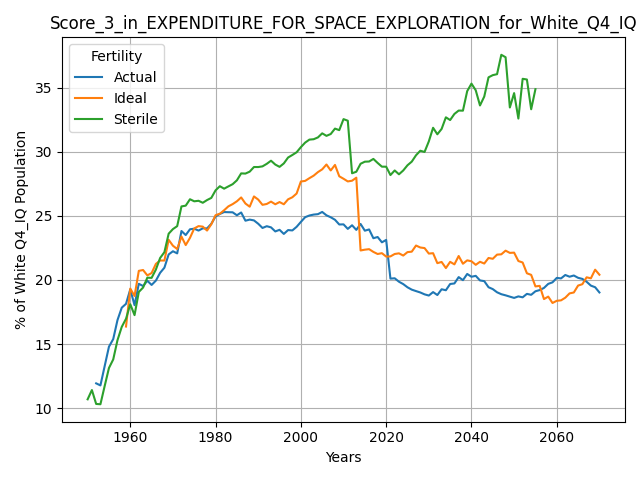 Score_3_in_EXPENDITURE_FOR_SPACE_EXPLORATION_for_White_Q4_IQ
Fertility
Actual
Ideal
Sterile
% of White Q4_IQ Population
35
30
25
20
15
10
1960
1980
2000
2020
2040
2060
Years